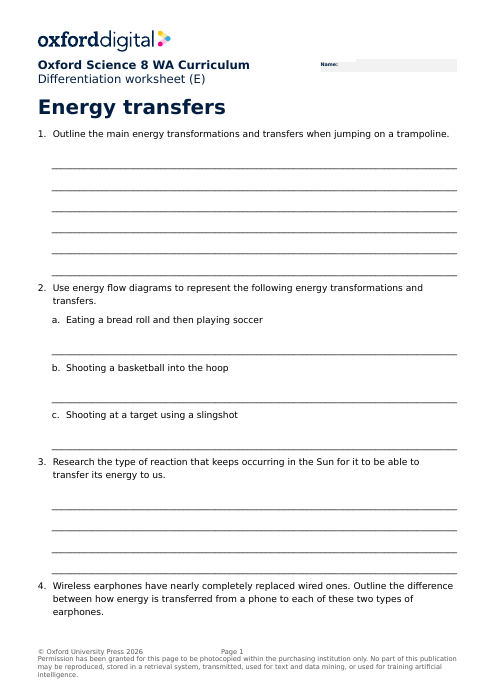 oxforddigital
Oxford Science 8 WA Curriculum
Name:
Differentiation worksheet (E)
Energy transfers
1. Outline the main energy transformations and transfers when jumping on a trampoline.
2. Use energy flow diagrams to represent the following energy transformations and
transfers.
a. Eating a bread roll and then playing soccer
b. Shooting a basketball into the hoop
c. Shooting at a target using a slingshot
3. Research the type of reaction that keeps occurring in the Sun for it to be able to
transfer its energy to us.
4. Wireless earphones have nearly completely replaced wired ones. Outline the difference
between how energy is transferred from a phone to each of these two types of
earphones.
© Oxford University Press 2026 Page 1
Permission has been granted for this page to be photocopied within the purchasing institution only. No part of this publication
may be reproduced, stored in a retrieval system, transmitted, used for text and data mining, or used for training artificial
intelligence.